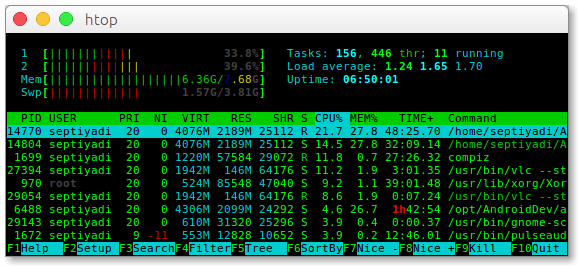 htop
1 [||||||||||||| 33.8%] Tasks: 156, 446 thr; 11 running
2 [||||||||||||||| 39.6%] Load average: 1.24 1.65 1.70
Mem[||||||||||||||||||||6.36G/7.68G] Uptime: 06:50:01
Swp[||||||||||||| 1.57G/3.81G]
PID USER PRI NI VIRT RES SHR S CPU% MEM% TIME+ Command
14770 septiyadi 20 0 4076M 2189M 25112 R 21.7 27.8 48:25.70 /home/septiyadi/A
14804 septiyadi 20 0 4076M 2189M 25112 S 14.5 27.8 32:09.14 /home/septiyadi/A
1699 septiyadi 20 0 1220M 57584 29072 R 11.8 0.7 27:26.32 compiz
27394 septiyadi 20 0 1942M 146M 64176 S 11.2 1.9 3:01.35 /usr/bin/vlc --st
970 root 20 0 524M 85548 47040 S 9.2 1.1 39:01.48 /usr/lib/xorg/Xor
29054 septiyadi 20 0 1942M 146M 64176 R 8.6 1.9 0:07.24 /usr/bin/vlc --st
6488 septiyadi 20 0 4306M 2099M 24292 S 4.6 26.7 1h42:54 /opt/AndroidDev/a
29143 septiyadi 20 0 610M 31320 25296 S 3.9 0.4 0:00.37 /usr/bin/gnome-sc
1672 septiyadi 9 -11 553M 12828 10652 S 3.9 0.2 12:46.01 /usr/bin/pulseaud
F1Help F2Setup F3SearchF4FilterF5Tree F6SortByF7Nice -F8Nice +F9Kill F10Quit